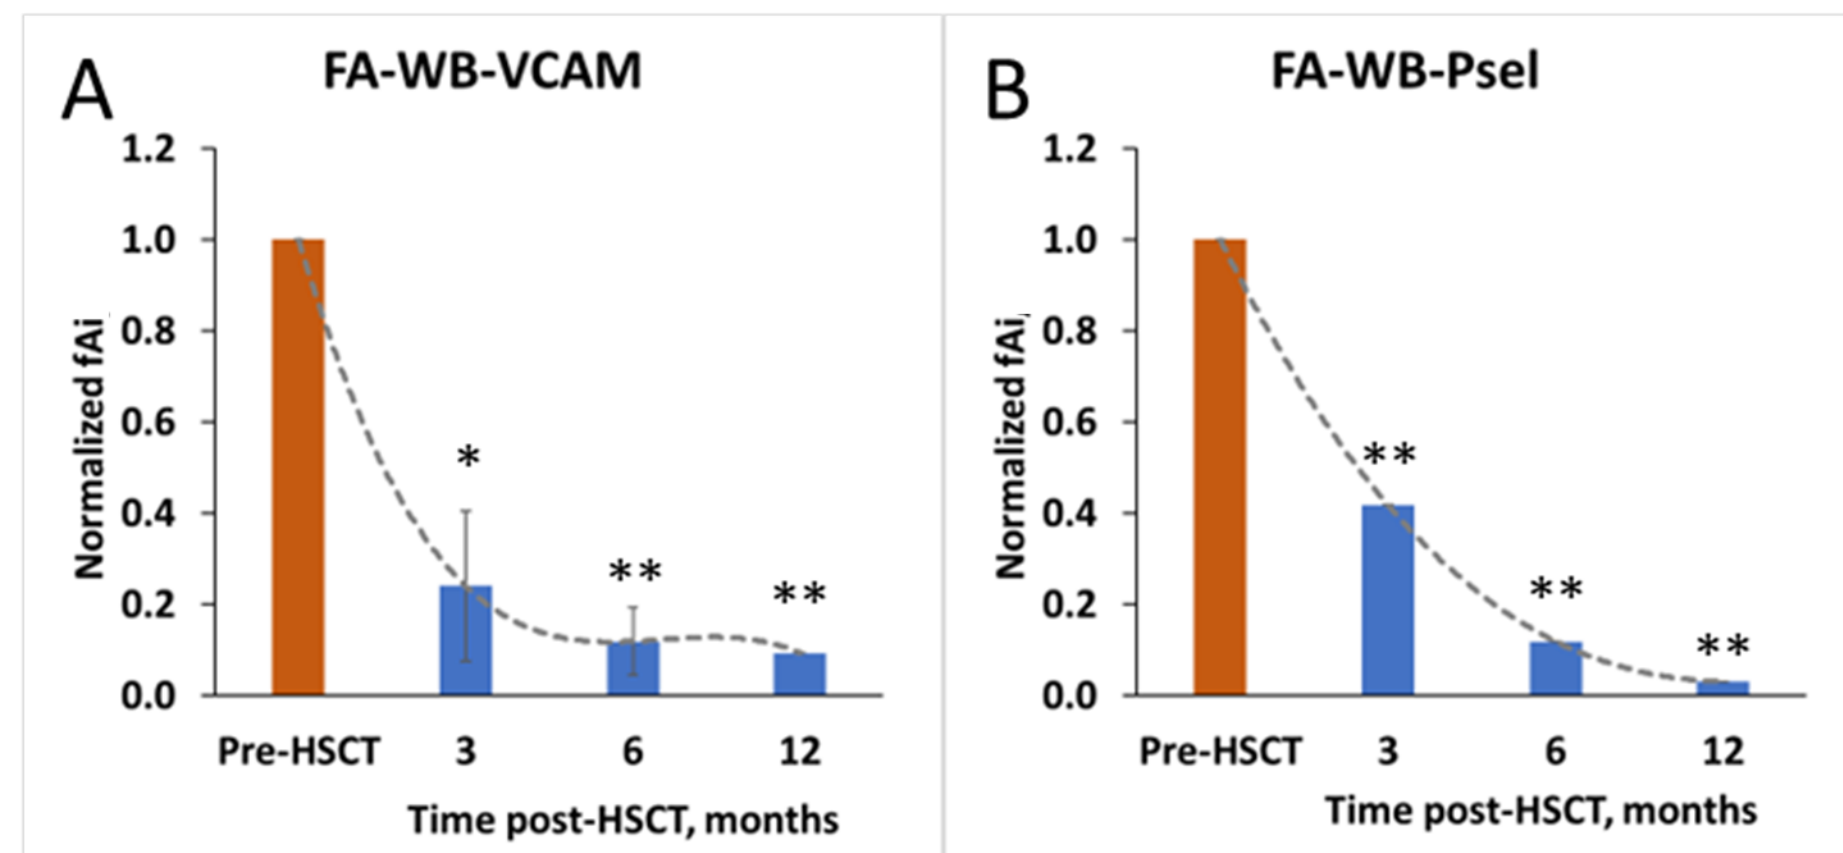 A
FA-WB-VCAM
Normalized fAi
1.2
1.0
0.8
0.6
0.4
0.2
0.0
*
**
**
Pre-HSCT 3 6 12
Time post-HSCT, months
B
FA-WB-Psel
Normalized fAi
1.2
1.0
0.8
0.6
0.4
0.2
0.0
**
**
**
Pre-HSCT 3 6 12
Time post-HSCT, months